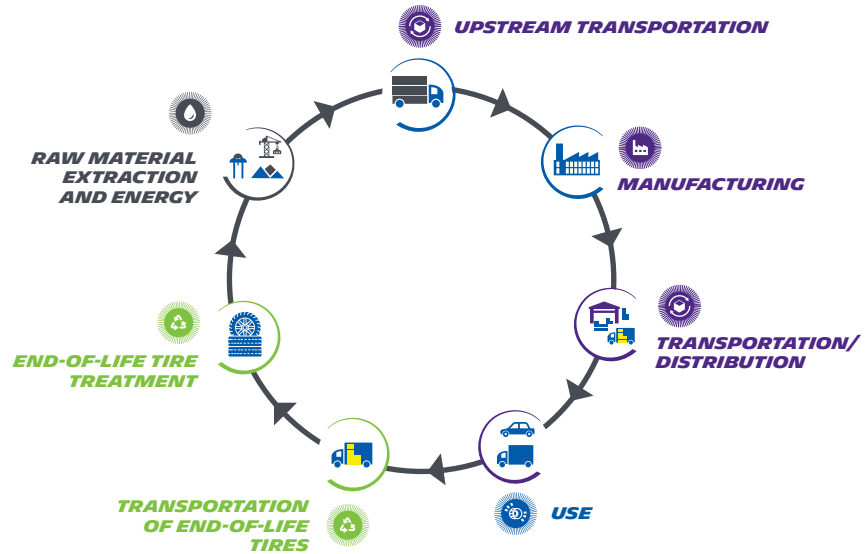 UPSTREAM TRANSPORTATION
MANUFACTURING
TRANSPORTATION/
DISTRIBUTION
USE
TRANSPORTATION
OF END-OF-LIFE
TIRES
END-OF-LIFE TIRE
TREATMENT
RAW MATERIAL
EXTRACTION
AND ENERGY